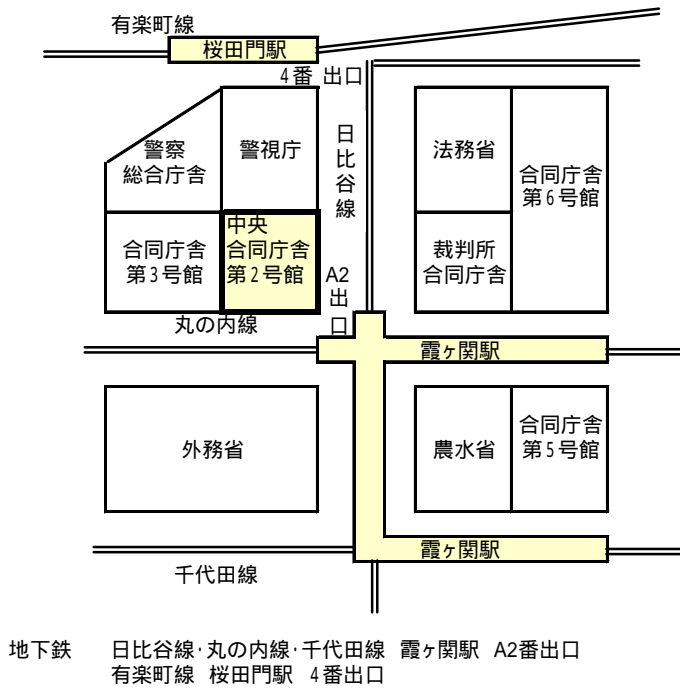 有楽町線
桜田門駅
4番 出口
日比谷線
警察
総合庁舎
警視庁
法務省
合同庁舎
第6号館
中央
合同庁舎
第2号館
合同庁舎
第3号館
裁判所
合同庁舎
A2
出
口
丸の内線
霞ヶ関駅
外務省
農水省
合同庁舎
第5号館
霞ヶ関駅
千代田線
地下鉄 日比谷線･丸の内線･千代田線 霞ヶ関駅 A2番出口
有楽町線 桜田門駅 4番出口